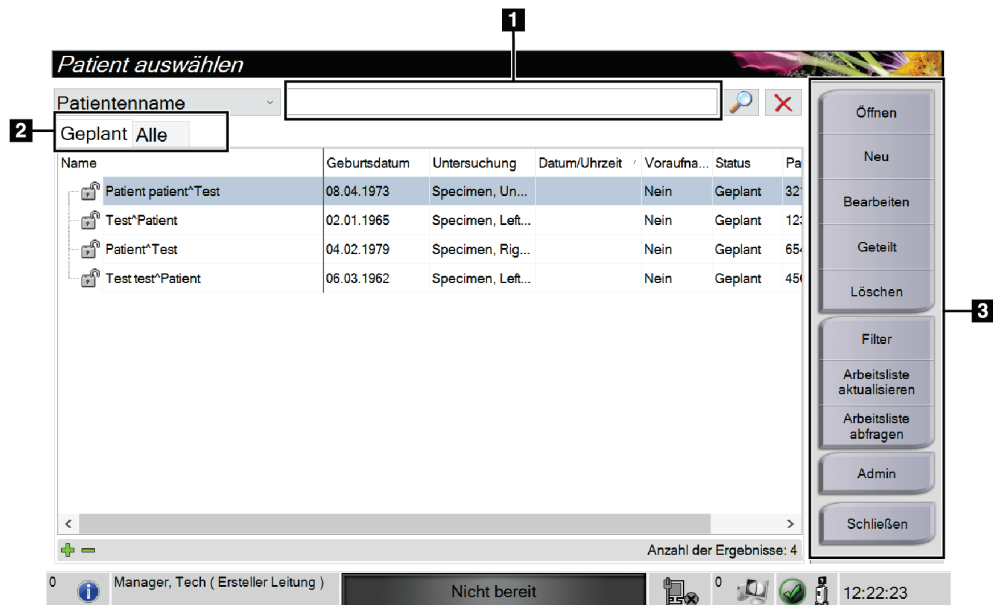 1
Patient auswählen
Patientenname
2
Geplant Alle
Name Geburtsdatum Untersuchung Datum/Uhrzeit Voraufna... Status Pa
Patient patient^Test 08.04.1973 Specimen, Un... Nein Geplant 32
Test^Patient 02.01.1965 Specimen, Left... Nein Geplant 12
Patient^Test 04.02.1979 Specimen, Rig... Nein Geplant 65
Test test^Patient 06.03.1962 Specimen, Left... Nein Geplant 45
Öffnen
Neu
Bearbeiten
Geteilt
Löschen
3
Filter
Arbeitsliste
aktualisieren
Arbeitsliste
abfragen
Admin
Schließen
Anzahl der Ergebnisse: 4
0 Manager, Tech ( Ersteller Leitung ) Nicht bereit 0 12:22:23